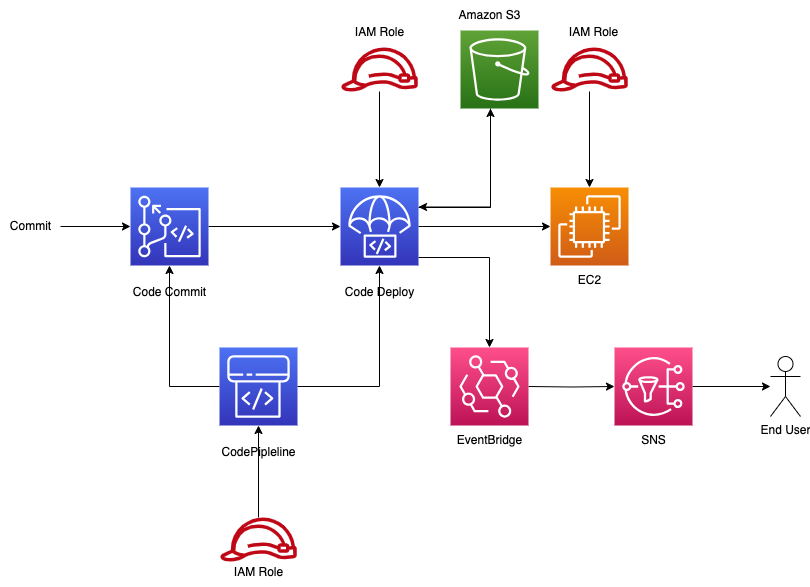 Amazon S3
IAM Role
IAM Role
Commit
Code Commit
Code Deploy
EC2
CodePipleline
EventBridge
SNS
End User
IAM Role